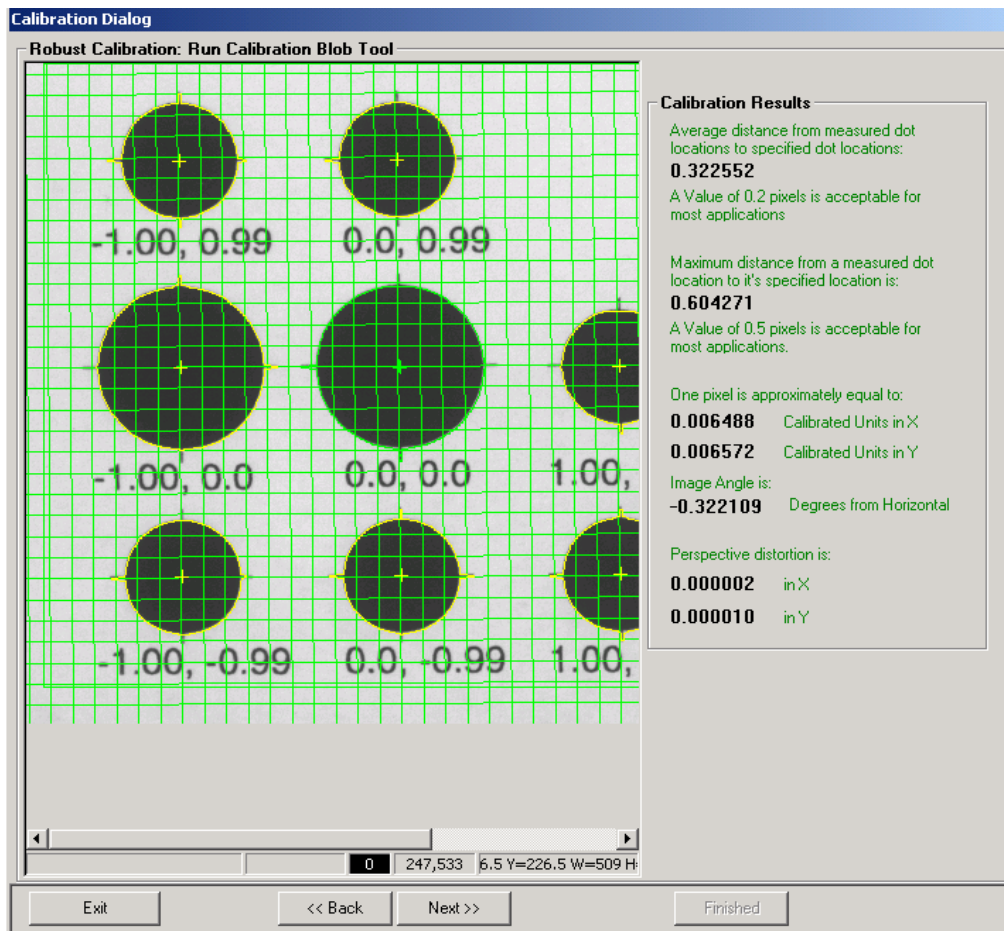 Calibration Dialog
Robust Calibration: Run Calibration Blob Tool
-1.00, 0.99
0.0, 0.99
-1.00, 0.0
0.0, 0.0
1.00,
-1.00, -0.99
0.0, -0.99
1.00,
Calibration Results
Average distance from measured dot
locations to specified dot locations:
0.322552
A Value of 0.2 pixels is acceptable for
most applications
Maximum distance from a measured dot
location to it's specified location is:
0.604271
A Value of 0.5 pixels is acceptable for
most applications.
One pixel is approximately equal to:
0.006488 Calibrated Units in X
0.006572 Calibrated Units in Y
Image Angle is:
-0.322109 Degrees from Horizontal
Perspective distortion is:
0.000002 in X
0.000010 in Y
0 247,533 6.5 Y=226.5 W=509 H
Exit << Back Next >> Finished